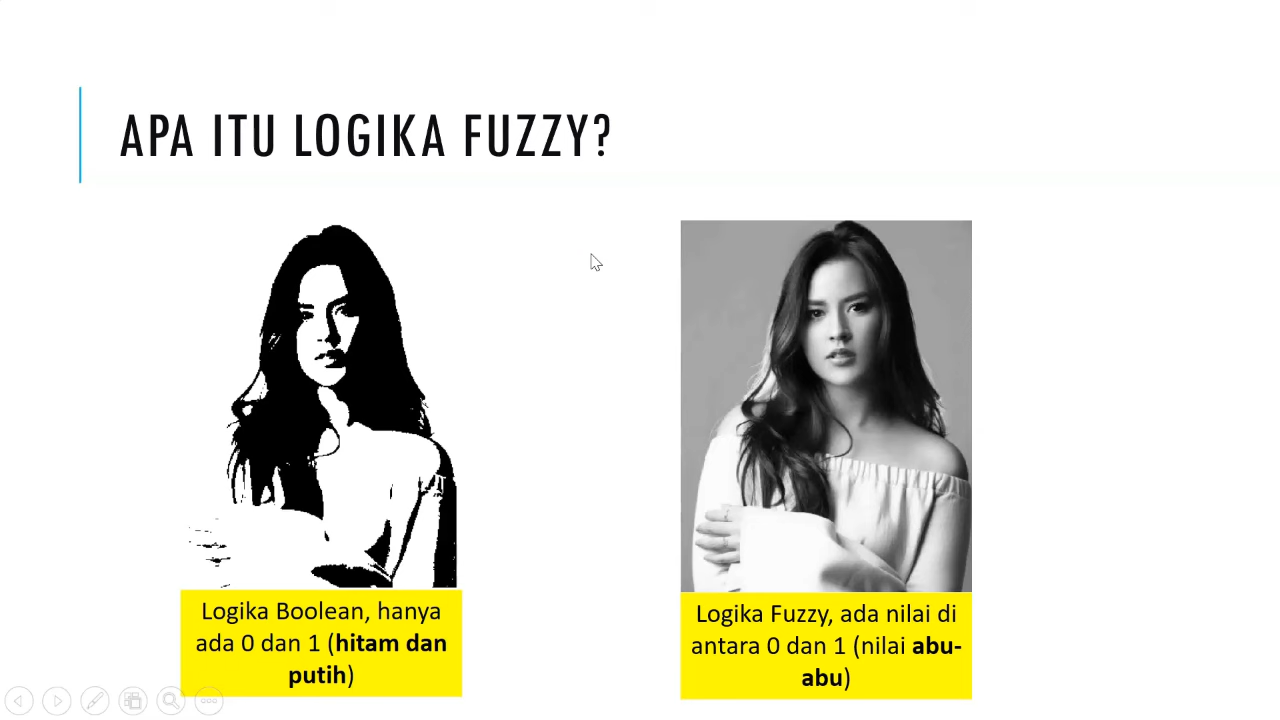 APA ITU LOGIKA FUZZY?
Logika Boolean, hanya
ada 0 dan 1 (hitam dan
putih)
Logika Fuzzy, ada nilai di
antara 0 dan 1 (nilai abu-
abu)